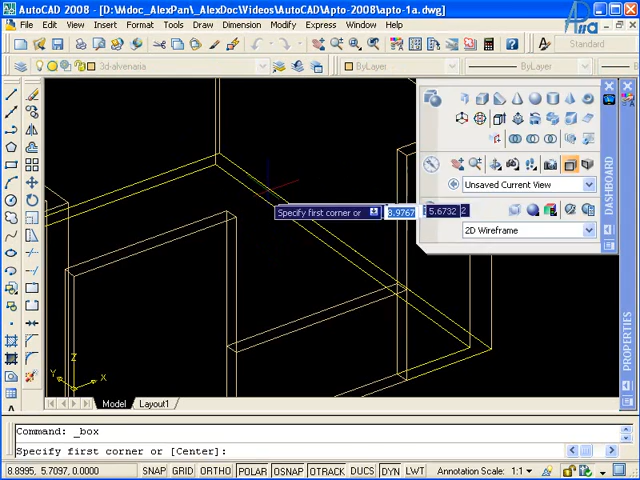 AutoCAD 2008 - [D:\Mdoc_AlexPan\_AlexDoc\Videos\AutoCAD\Apto-2008\apto-1a.dwg]
File Edit View Insert Format Tools Draw Dimension Modify Express Window Help
Standard
3d-alvenaria ByLayer ByLayer
Unsaved Current View
Specify first corner or 8.9767 5.6732
2D Wireframe
DASHBOARD
PROPERTIES
Z
Y X
Model Layout1
Command: _box
Specify first corner or [Center]:
8.8995, 5.7097, 0.0000 SNAP GRID ORTHO POLAR OSNAP OTRACK DUCS DYN LWT Annotation Scale: 1:1